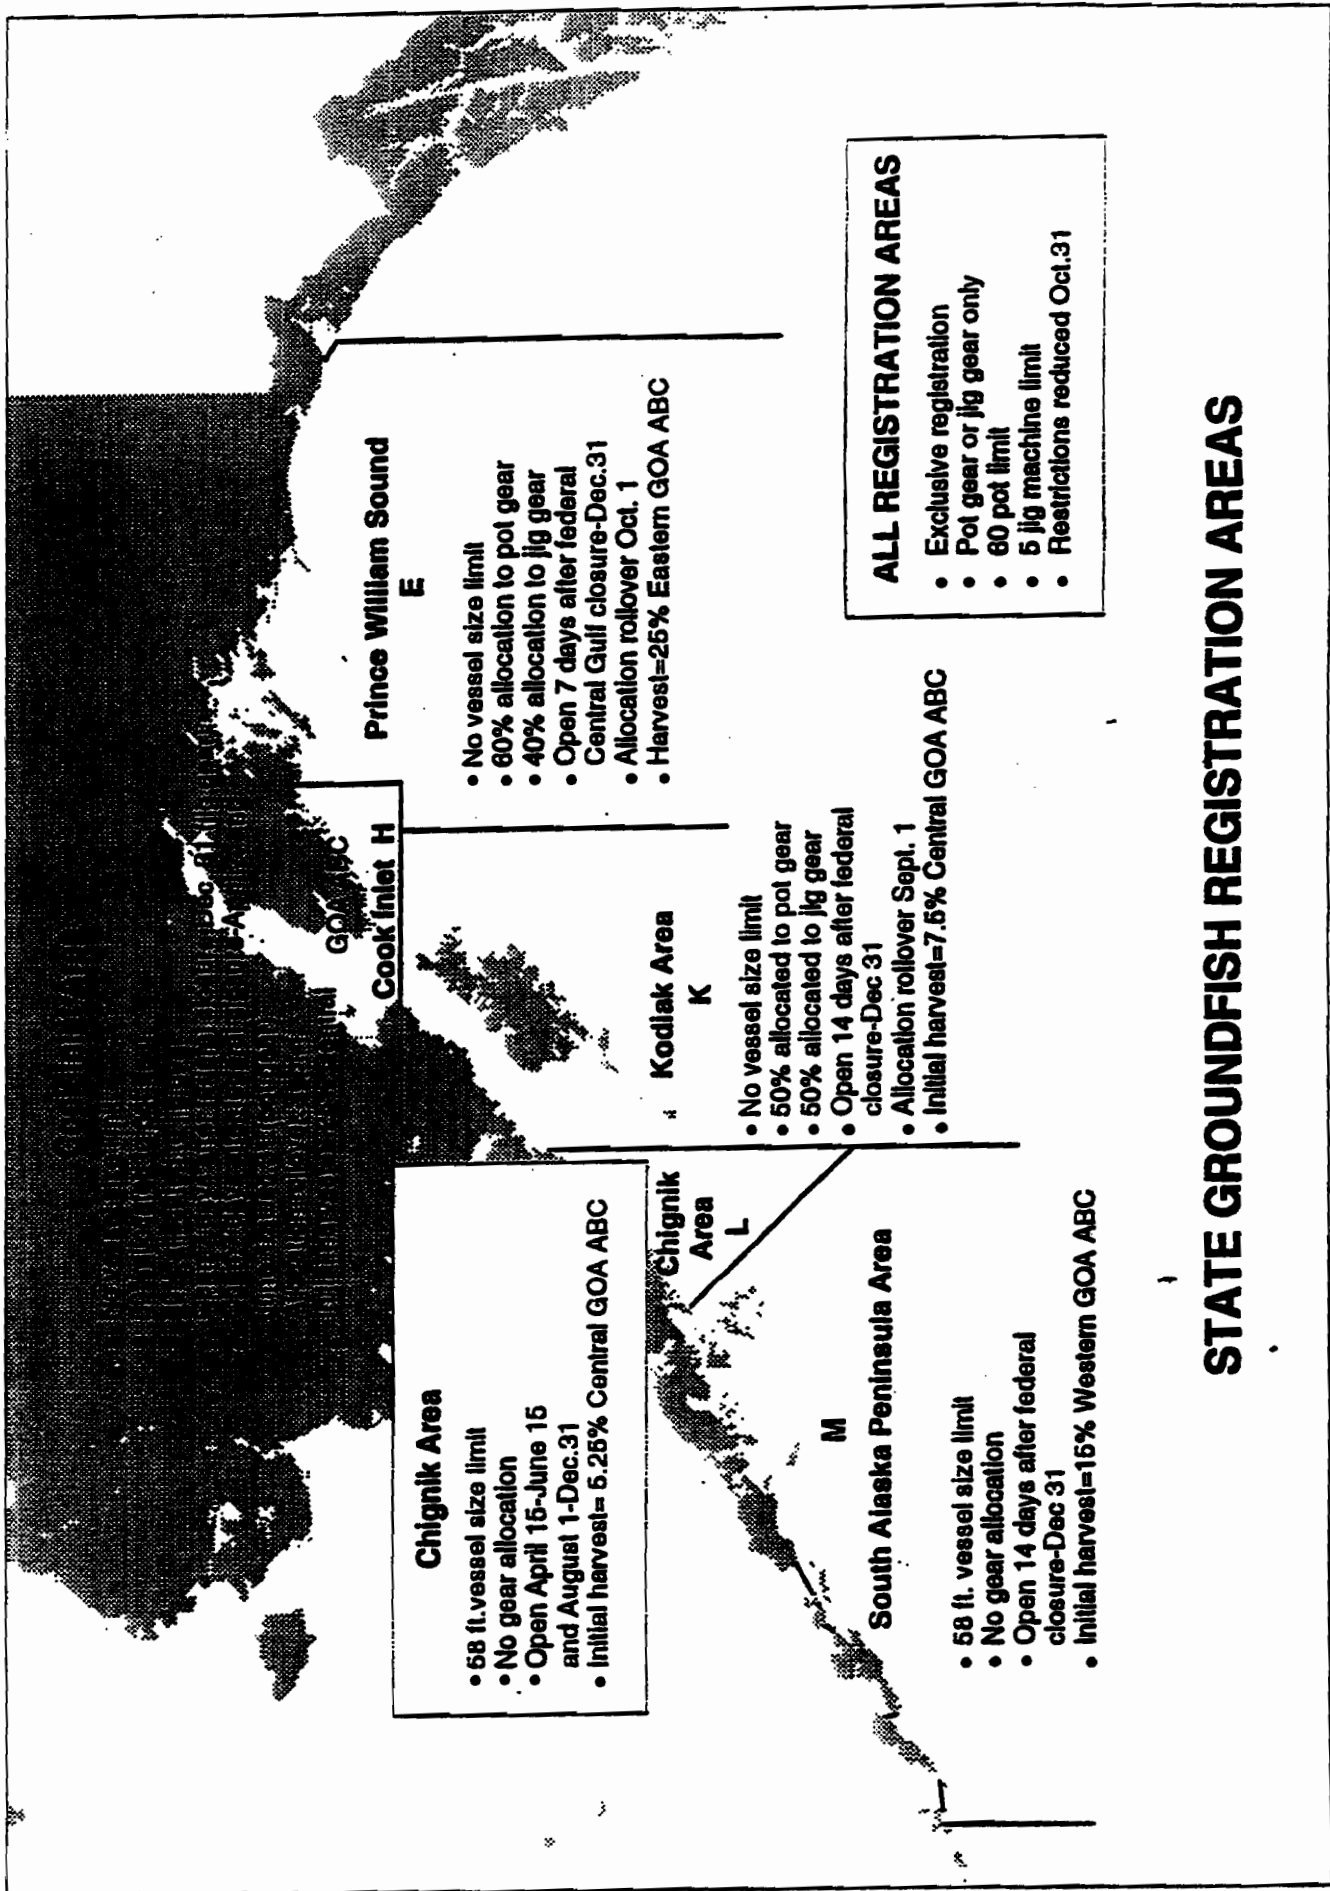 Chignik Area
• 58 ft.vessel size limit
• No gear allocation
• Open April 15-June 15
and August 1-Dec.31
• Initial harvest= 5.25% Central GOA ABC
GOA ABC
Cook Inlet H
Prince William Sound
E
• No vessel size limit
• 60% allocation to pot gear
• 40% allocation to jig gear
• Open 7 days after federal
Central Gulf closure-Dec.31
• Allocation rollover Oct. 1
• Harvest=25% Eastern GOA ABC
Kodiak Area
K
• No vessel size limit
• 50% allocated to pot gear
• 50% allocated to jig gear
• Open 14 days after federal
closure-Dec 31
• Allocation rollover Sept. 1
• Initial harvest=7.5% Central GOA ABC
Chignik
Area
L
M
South Alaska Peninsula Area
• 58 ft. vessel size limit
• No gear allocation
• Open 14 days after federal
closure-Dec 31
• Initial harvest=15% Western GOA ABC
ALL REGISTRATION AREAS
• Exclusive registration
• Pot gear or jig gear only
• 60 pot limit
• 5 jig machine limit
• Restrictions reduced Oct.31
STATE GROUNDFISH REGISTRATION AREAS